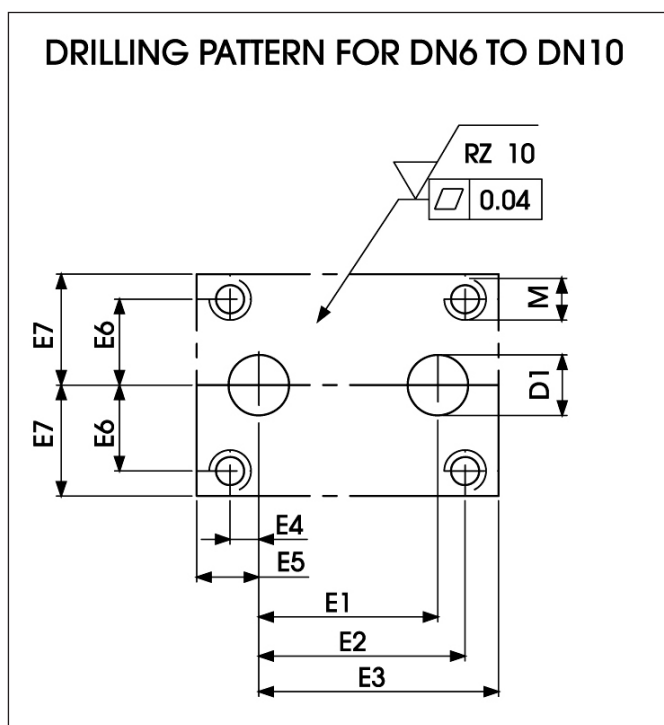 DRILLING PATTERN FOR DN6 TO DN10
RZ 10
0.04
E7
E6
M
D1
E7
E6
E4
E5
E1
E2
E3